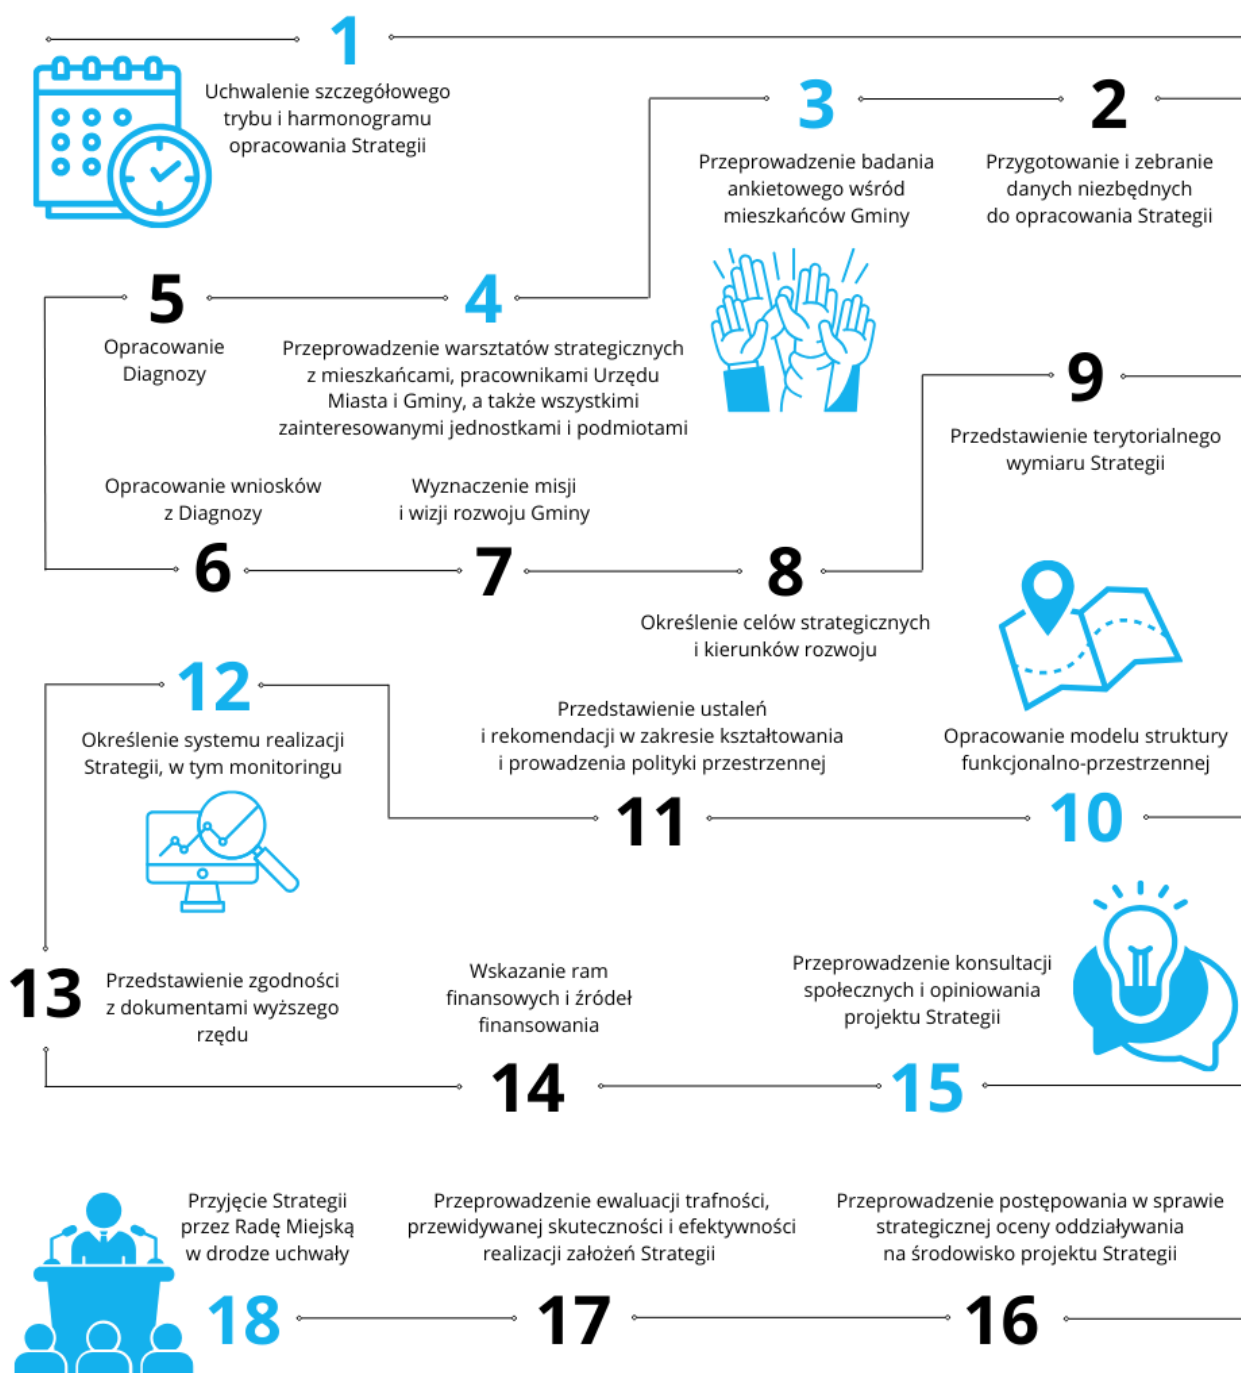 1
Uchwalenie szczegółowego
trybu i harmonogramu
opracowania Strategii
2
Przygotowanie i zebranie
danych niezbędnych
do opracowania Strategii
3
Przeprowadzenie badania
ankietowego wśród
mieszkańców Gminy
4
Przeprowadzenie warsztatów strategicznych
z mieszkańcami, pracownikami Urzędu
Miasta i Gminy, a także wszystkimi
zainteresowanymi jednostkami i podmiotami
5
Opracowanie
Diagnozy
Opracowanie wniosków
z Diagnozy
6
Wyznaczenie misji
i wizji rozwoju Gminy
7
8
Określenie celów strategicznych
i kierunków rozwoju
9
Przedstawienie terytorialnego
wymiaru Strategii
Opracowanie modelu struktury
funkcjonalno-przestrzennej
10
Przedstawienie ustaleń
i rekomendacji w zakresie kształtowania
i prowadzenia polityki przestrzennej
11
12
Określenie systemu realizacji
Strategii, w tym monitoringu
13
Przedstawienie zgodności
z dokumentami wyższego
rzędu
Wskazanie ram
finansowych i źródeł
finansowania
14
Przeprowadzenie konsultacji
społecznych i opiniowania
projektu Strategii
15
Przeprowadzenie postępowania w sprawie
strategicznej oceny oddziaływania
na środowisko projektu Strategii
16
Przeprowadzenie ewaluacji trafności,
przewidywanej skuteczności i efektywności
realizacji założeń Strategii
17
Przyjęcie Strategii
przez Radę Miejską
w drodze uchwały
18